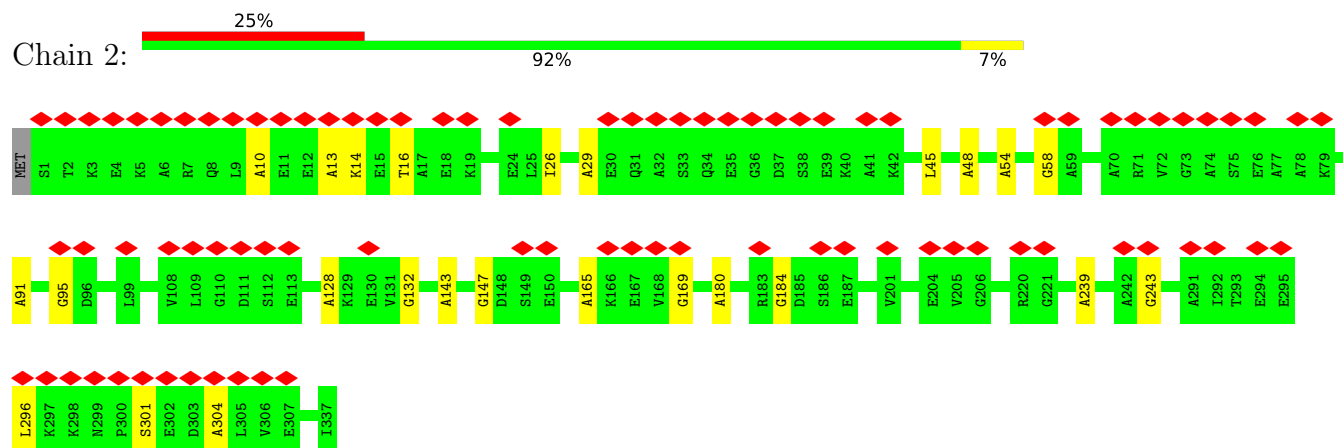 25%
Chain 2:
92% 7%
MET S1 T2 K3 E4 K5 A6 R7 Q8 L9 A10 E11 E12 A13 K14 E15 T16 A17 E18 K19 E24 L25 I26 A29 E30 Q31 A32 S33 Q34 E35 G36 D37 S38 E39 K40 A41 K42 L45 A48 A54 G58 A59 A70 R71 V72 G73 A74 S75 E76 A77 A78 K79
A91 G95 D96 L99 V108 L109 G110 D111 S112 E113 A128 K129 E130 V131 G132 A143 G147 D148 S149 E150 A165 K166 E167 V168 G169 A180 R183 G184 D185 S186 E187 V201 E204 V205 G206 R220 G221 A239 A242 G243 A291 I292 T293 E294 E295
L296 K297 K298 N299 P300 S301 E302 D303 A304 L305 V306 E307 I337